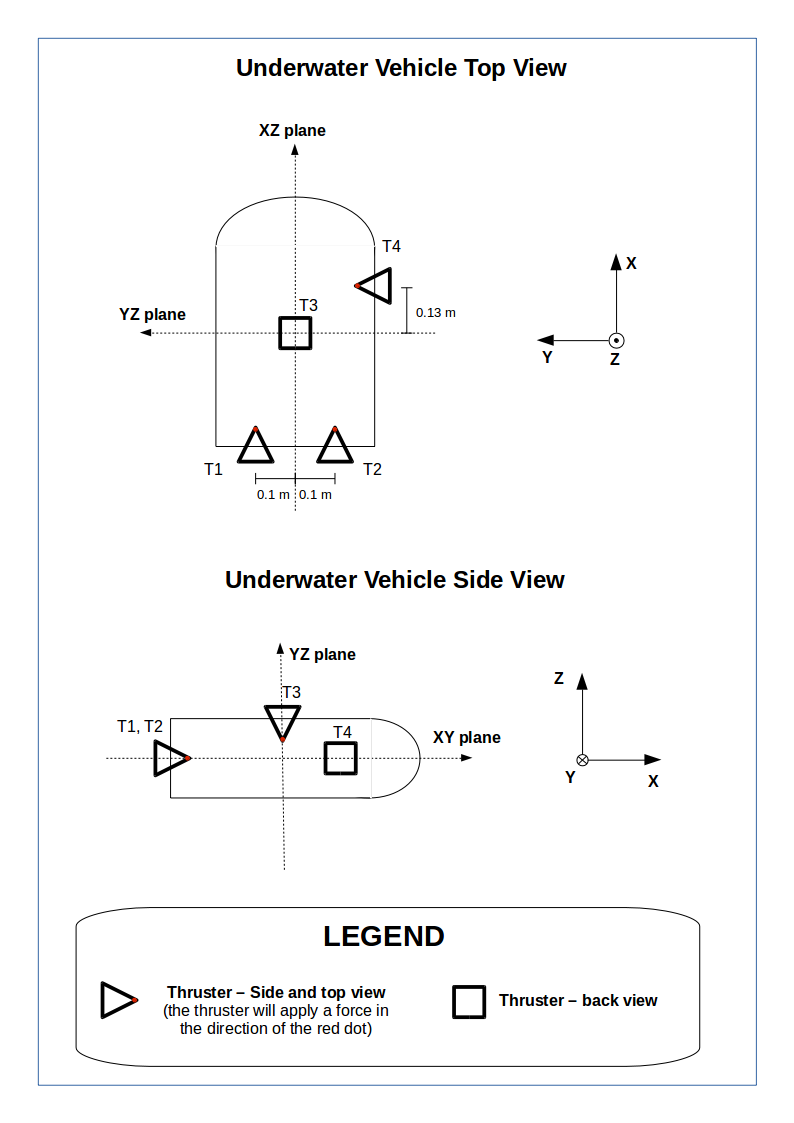 Underwater Vehicle Top View
XZ plane
T4
X
T3
YZ plane
0.13 m
Y
Z
T1
T2
0.1 m
0.1 m
Underwater Vehicle Side View
YZ plane
Z
T3
T1, T2
T4
XY plane
Y
X
LEGEND
Thruster – Side and top view
(the thruster will apply a force in
the direction of the red dot)
Thruster – back view